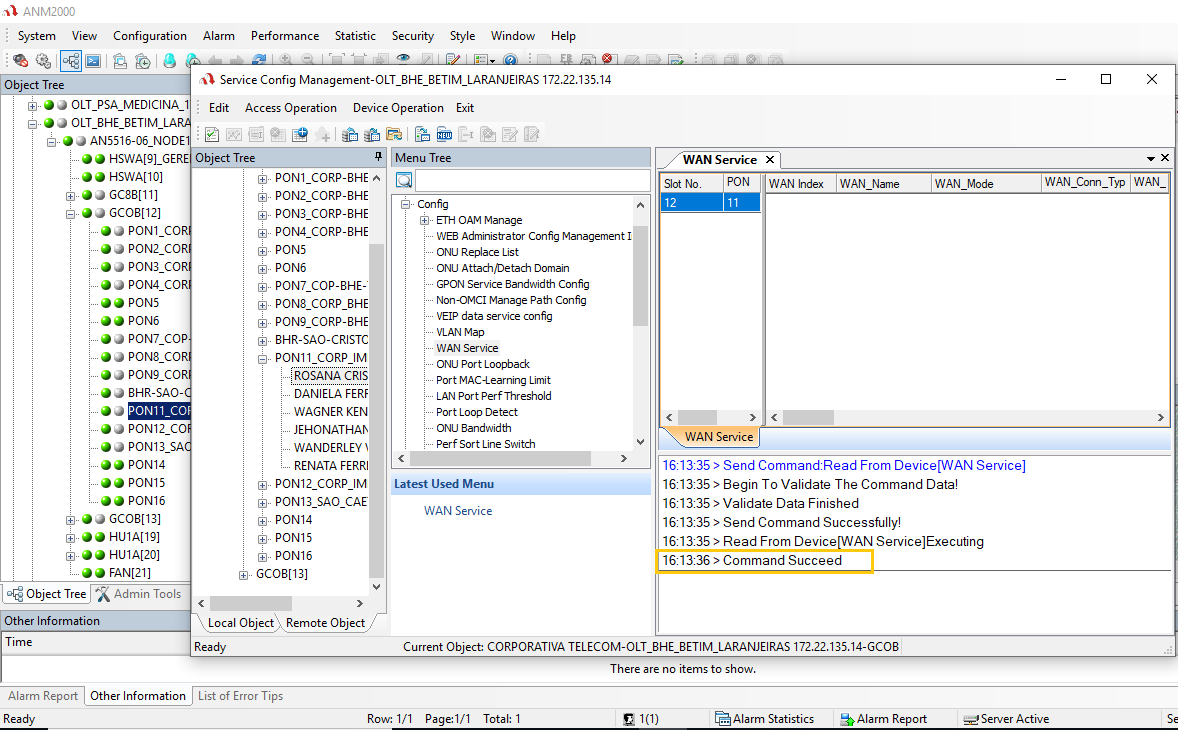 ANM2000
System View Configuration Alarm Performance Statistic Security Style Window Help
Object Tree
OLT_PSA_MEDICINA_1
OLT_BHE_BETIM_LARA
AN5516-06_NODE1
HSWA[9]_GERE
HSWA[10]
GC8B[11]
GCOB[12]
PON1_CORP
PON2_CORP
PON3_CORP
PON4_CORP
PON5
PON6
PON7_COP-
PON8_CORP
PON9_CORP
BHR-SAO-C
PON11_COR
PON12_COR
PON13_SAO
PON14
PON15
PON16
GCOB[13]
HU1A[19]
HU1A[20]
FAN[21]
Object Tree Admin Tools
Service Config Management-OLT_BHE_BETIM_LARANJEIRAS 172.22.135.14
Edit Access Operation Device Operation Exit
NEW
Object Tree
PON1_CORP-BHE
PON2_CORP-BHE
PON3_CORP-BHE
PON4_CORP-BHE
PON5
PON6
PON7_COP-BHE-
PON8_CORP_BHE
PON9_CORP-BHE
BHR-SAO-CRISTO
PON11_CORP_IM
ROSANA CRIS
DANIELA FERR
WAGNER KEN
JEHONATHAN
WANDERLEY V
RENATA FERRI
PON12_CORP_IM
PON13_SAO_CAE
PON14
PON15
PON16
GCOB[13]
Local Object Remote Object
Menu Tree
Config
ETH OAM Manage
WEB Administrator Config Management I
ONU Replace List
ONU Attach/Detach Domain
GPON Service Bandwidth Config
Non-OMCI Manage Path Config
VEIP data service config
VLAN Map
WAN Service
ONU Port Loopback
Port MAC-Learning Limit
LAN Port Perf Threshold
Port Loop Detect
ONU Bandwidth
Perf Sort Line Switch
Latest Used Menu
WAN Service
WAN Service
Slot No. PON WAN Index WAN_Name WAN_Mode WAN_Conn_Typ WAN_
12 11
WAN Service
16:13:35 > Send Command:Read From Device[WAN Service]
16:13:35 > Begin To Validate The Command Data!
16:13:35 > Validate Data Finished
16:13:35 > Send Command Successfully!
16:13:35 > Read From Device[WAN Service]Executing
16:13:36 > Command Succeed
Ready Current Object: CORPORATIVA TELECOM-OLT_BHE_BETIM_LARANJEIRAS 172.22.135.14-GCOB
Other Information
Time
There are no items to show.
Alarm Report Other Information List of Error Tips
Ready Row: 1/1 Page:1/1 Total: 1 1(1) Alarm Statistics Alarm Report Server Active Se